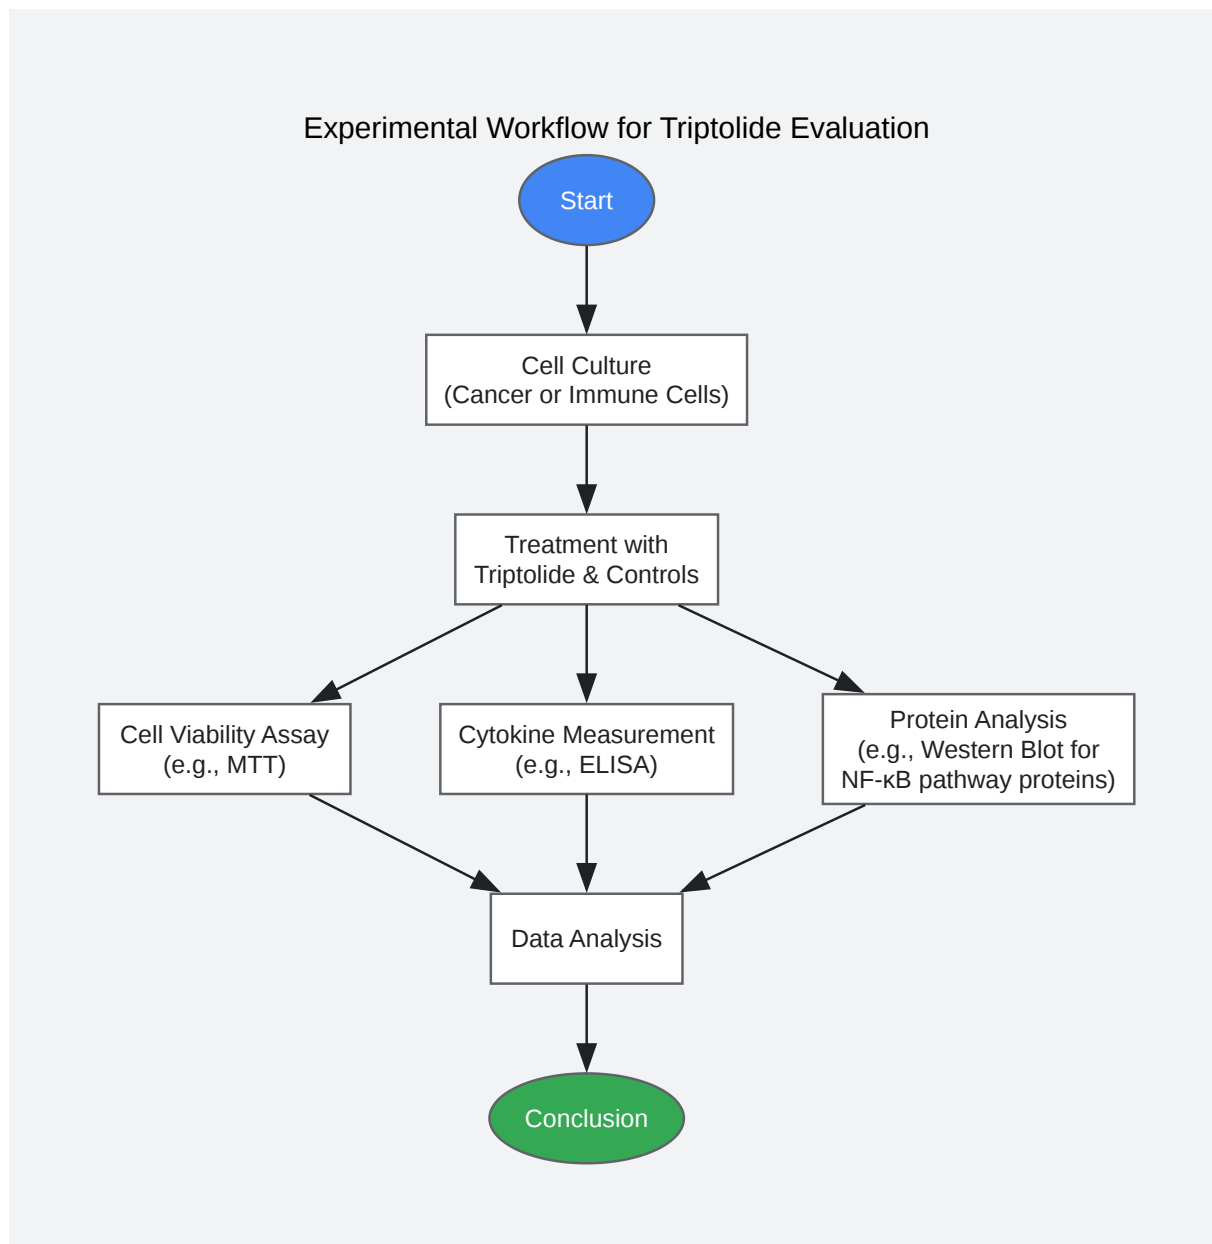 Experimental Workflow for Triptolide Evaluation
Start
Cell Culture
(Cancer or Immune Cells)
Treatment with
Triptolide & Controls
Cell Viability Assay
(e.g., MTT)
Cytokine Measurement
(e.g., ELISA)
Protein Analysis
(e.g., Western Blot for
NF-κB pathway proteins)
Data Analysis
Conclusion